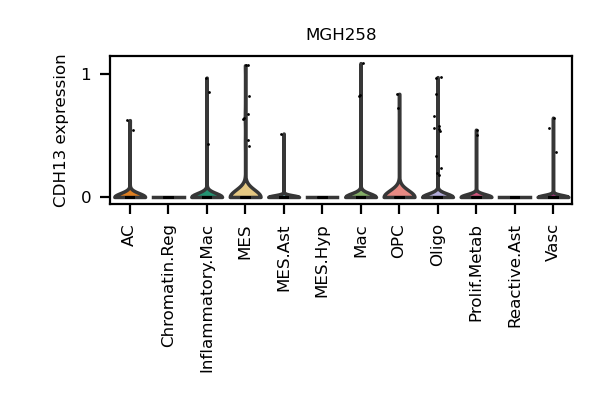 MGH258
CDH13 expression
1
0
AC
Chromatin.Reg
Inflammatory.Mac
MES
MES.Ast
MES.Hyp
Mac
OPC
Oligo
Prolif.Metab
Reactive.Ast
Vasc